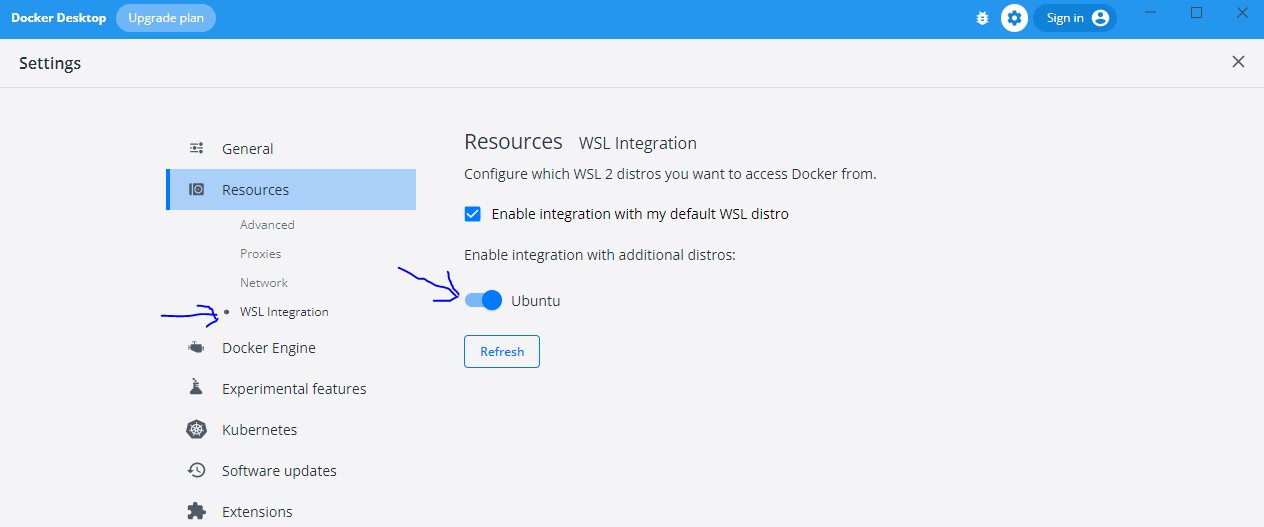 Docker Desktop Upgrade plan Sign in
Settings
General
Resources
Advanced
Proxies
Network
WSL Integration
Docker Engine
Experimental features
Kubernetes
Software updates
Extensions
Resources WSL Integration
Configure which WSL 2 distros you want to access Docker from.
Enable integration with my default WSL distro
Enable integration with additional distros:
Ubuntu
Refresh